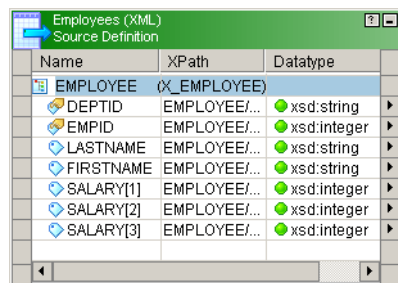 Employees (XML)
Source Definition
Name XPath Datatype
EMPLOYEE (X_EMPLOYEE)
DEPTID EMPLOYEE/... xsd:string
EMPID EMPLOYEE/... xsd:integer
LASTNAME EMPLOYEE/... xsd:string
FIRSTNAME EMPLOYEE/... xsd:string
SALARY[1] EMPLOYEE/... xsd:integer
SALARY[2] EMPLOYEE/... xsd:integer
SALARY[3] EMPLOYEE/... xsd:integer